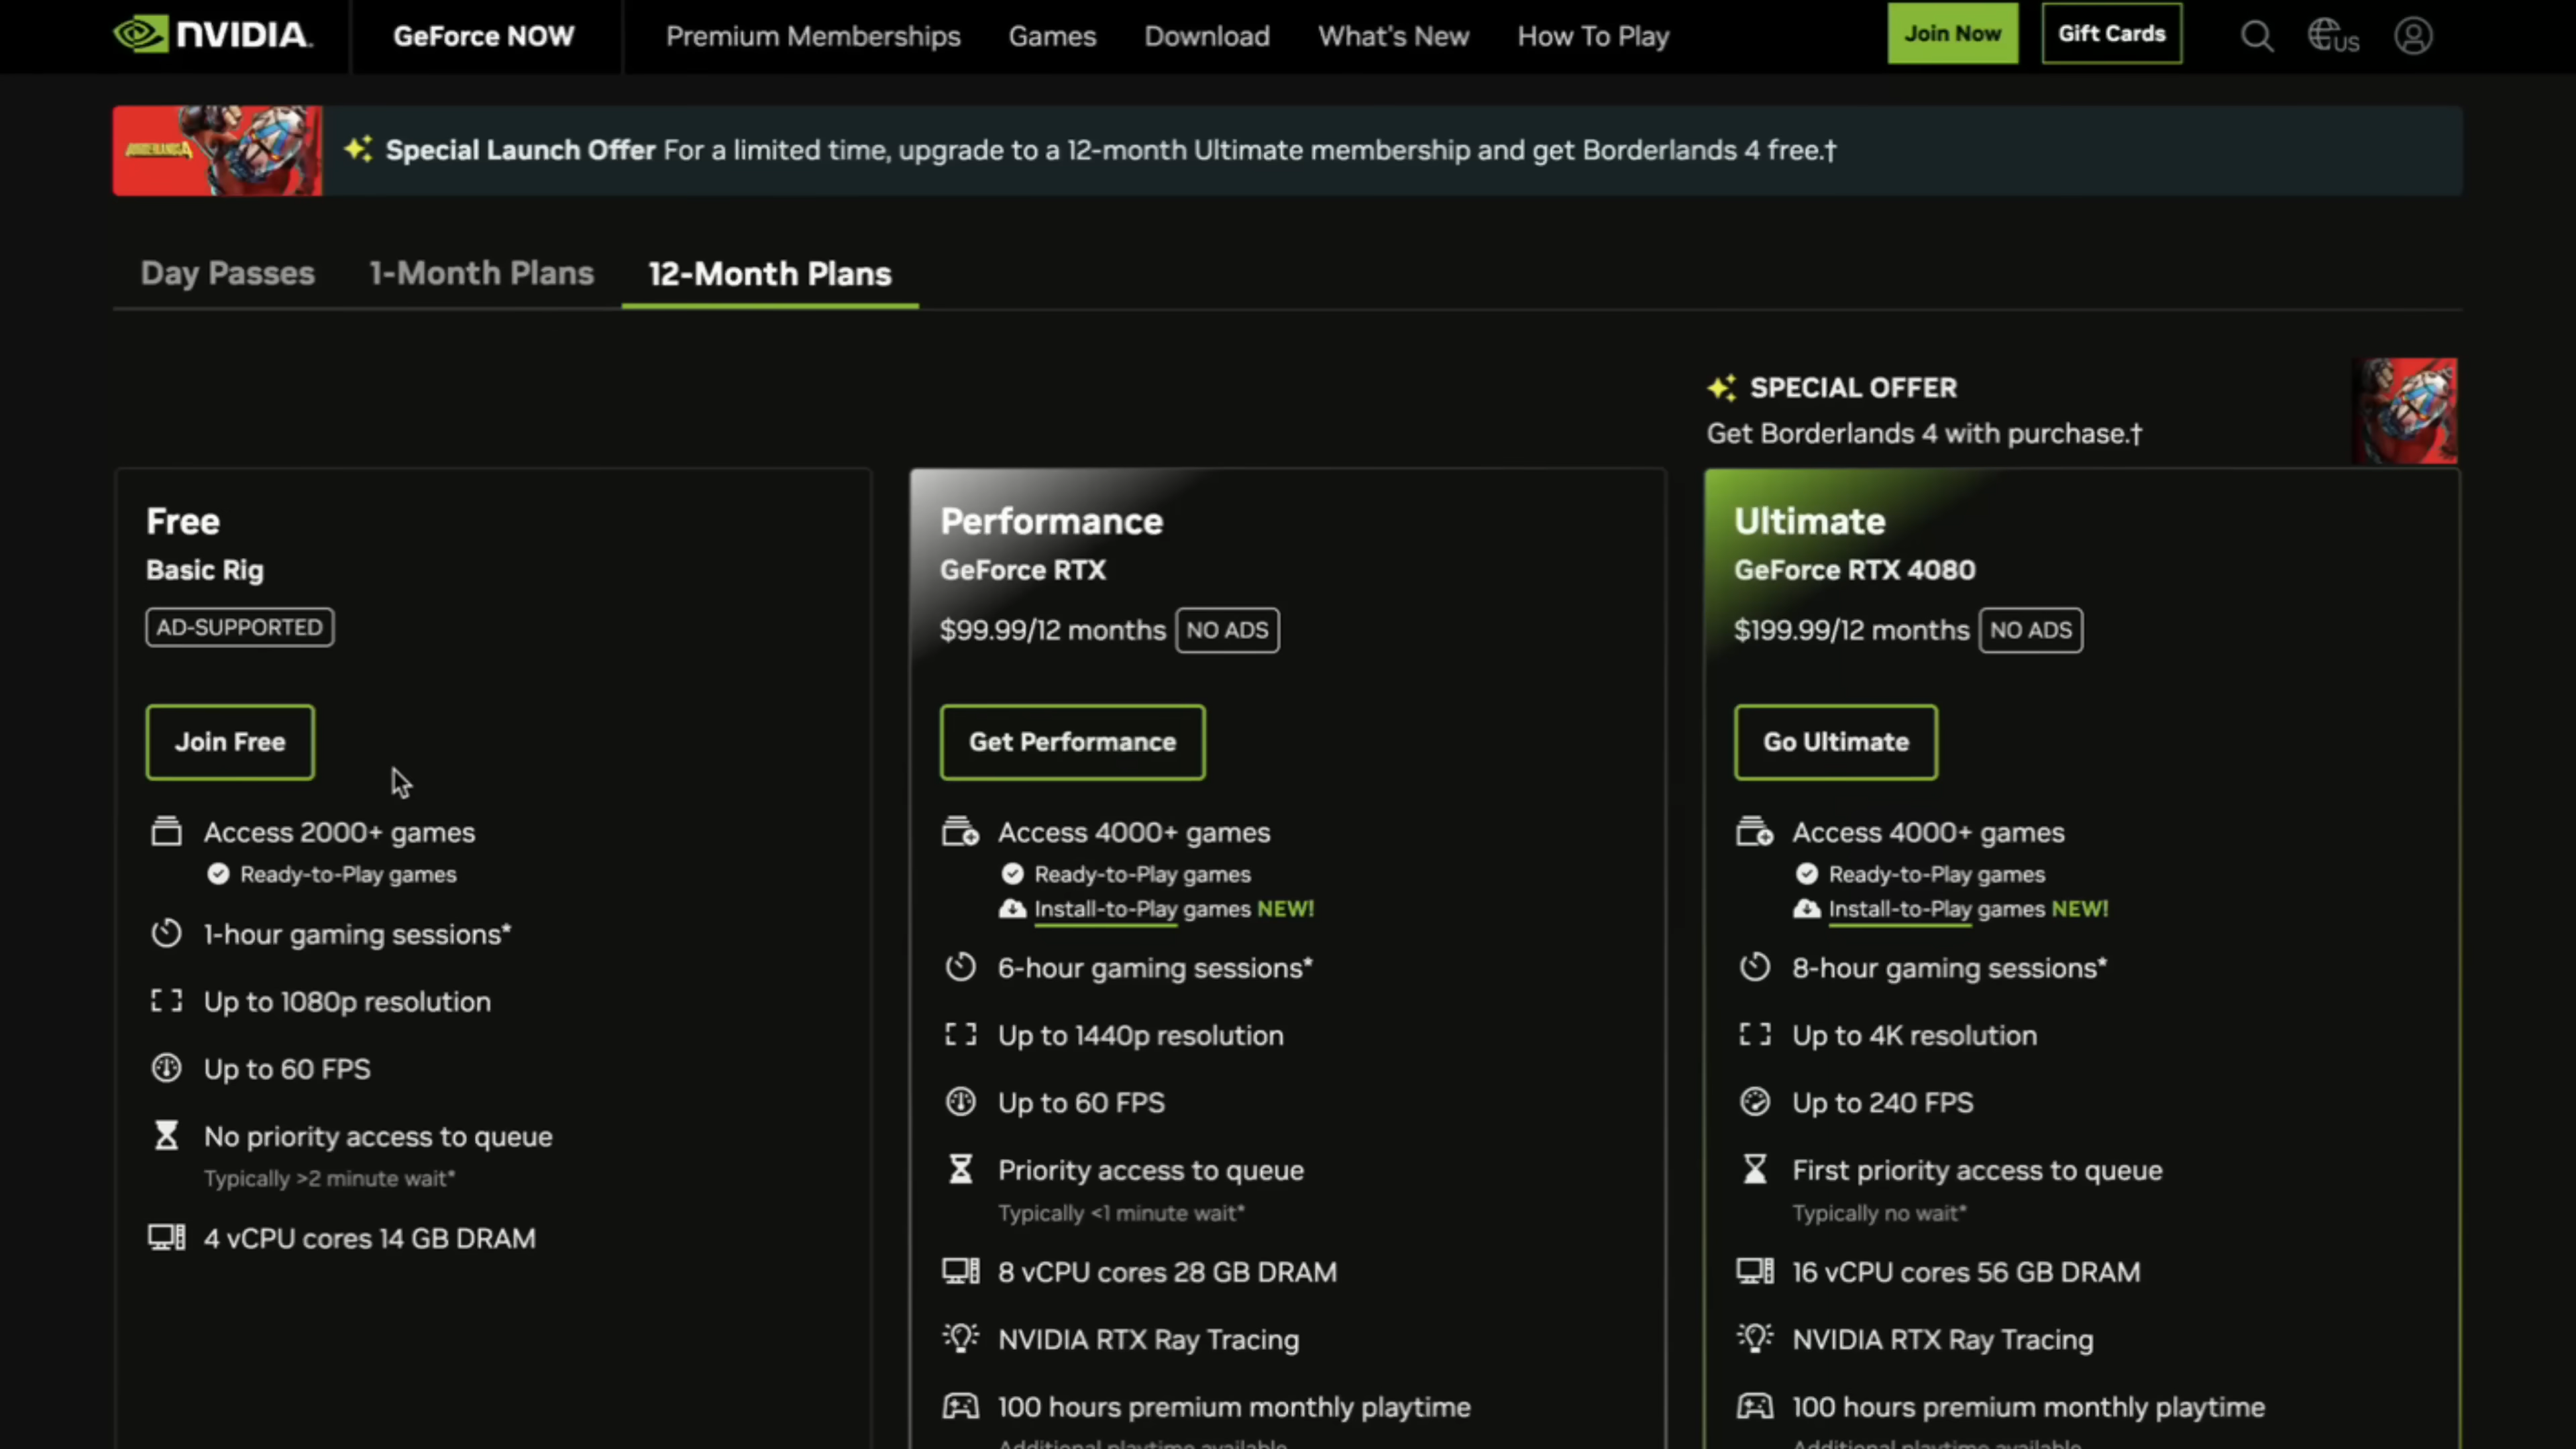 NVIDIA.
GeForce NOW
Premium Memberships
Games
Download
What's New
How To Play
Join Now
Gift Cards
US
Special Launch Offer For a limited time, upgrade to a 12-month Ultimate membership and get Borderlands 4 free.†
Day Passes
1-Month Plans
12-Month Plans
SPECIAL OFFER
Get Borderlands 4 with purchase.†
Free
Basic Rig
AD-SUPPORTED
Join Free
Access 2000+ games
Ready-to-Play games
1-hour gaming sessions*
Up to 1080p resolution
Up to 60 FPS
No priority access to queue
Typically >2 minute wait*
4 vCPU cores 14 GB DRAM
Performance
GeForce RTX
$99.99/12 months NO ADS
Get Performance
Access 4000+ games
Ready-to-Play games
Install-to-Play games NEW!
6-hour gaming sessions*
Up to 1440p resolution
Up to 60 FPS
Priority access to queue
Typically <1 minute wait*
8 vCPU cores 28 GB DRAM
NVIDIA RTX Ray Tracing
100 hours premium monthly playtime
Additional playtime available
Ultimate
GeForce RTX 4080
$199.99/12 months NO ADS
Go Ultimate
Access 4000+ games
Ready-to-Play games
Install-to-Play games NEW!
8-hour gaming sessions*
Up to 4K resolution
Up to 240 FPS
First priority access to queue
Typically no wait*
16 vCPU cores 56 GB DRAM
NVIDIA RTX Ray Tracing
100 hours premium monthly playtime
Additional playtime available